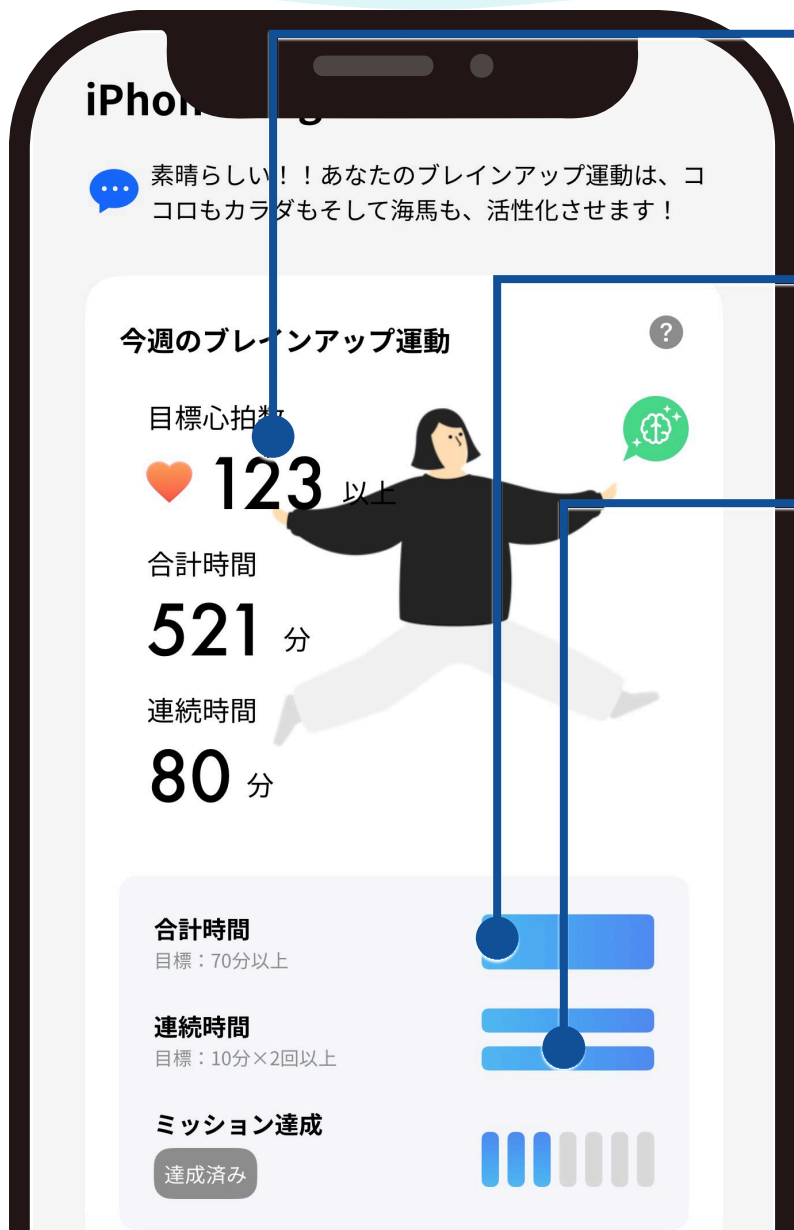 素晴らしい！！あなたのブレインアップ運動は、コ
コロもカラダもそして海馬も、活性化させます！
今週のブレインアップ運動
?
目標心拍数
123 以上
合計時間
521 分
連続時間
80 分
合計時間
目標：70分以上
連続時間
目標：10分×2回以上
ミッション達成
達成済み